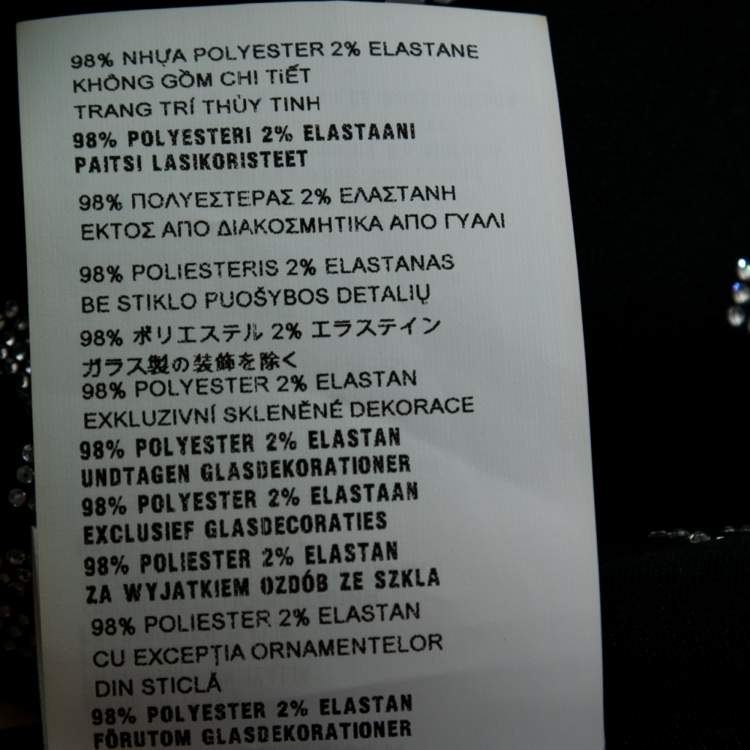 98% NHỰA POLYESTER 2% ELASTANE
KHÔNG GỒM CHI TIẾT
TRANG TRÍ THỦY TINH
98% POLYESTERI 2% ELASTAANI
PAITSI LASIKORISTEET
98% ΠΟΛΥΕΣΤΕΡΑΣ 2% ΕΛΑΣΤΑΝΗ
ΕΚΤΟΣ ΑΠΟ ΔΙΑΚΟΣΜΗΤΙΚΑ ΑΠΟ ΓΥΑΛΙ
98% POLIESTERIS 2% ELASTANAS
BE STIKLO PUOŠYBOS DETALIŲ
98% ポリエステル 2% エラステイン
ガラス製の装飾を除く
98% POLYESTER 2% ELASTAN
EXKLUZIVNÍ SKLENĚNÉ DEKORACE
98% POLYESTER 2% ELASTAN
UNDTAGEN GLASDEKORATIONER
98% POLYESTER 2% ELASTAAN
EXCLUSIEF GLASDECORATIES
98% POLIESTER 2% ELASTAN
ZA WYJATKIEM OZDÓB ZE SZKLA
98% POLIESTER 2% ELASTAN
CU EXCEPȚIA ORNAMENTELOR
DIN STICLĂ
98% POLYESTER 2% ELASTAN
FÖRUTOM GLASDEKORATIONER